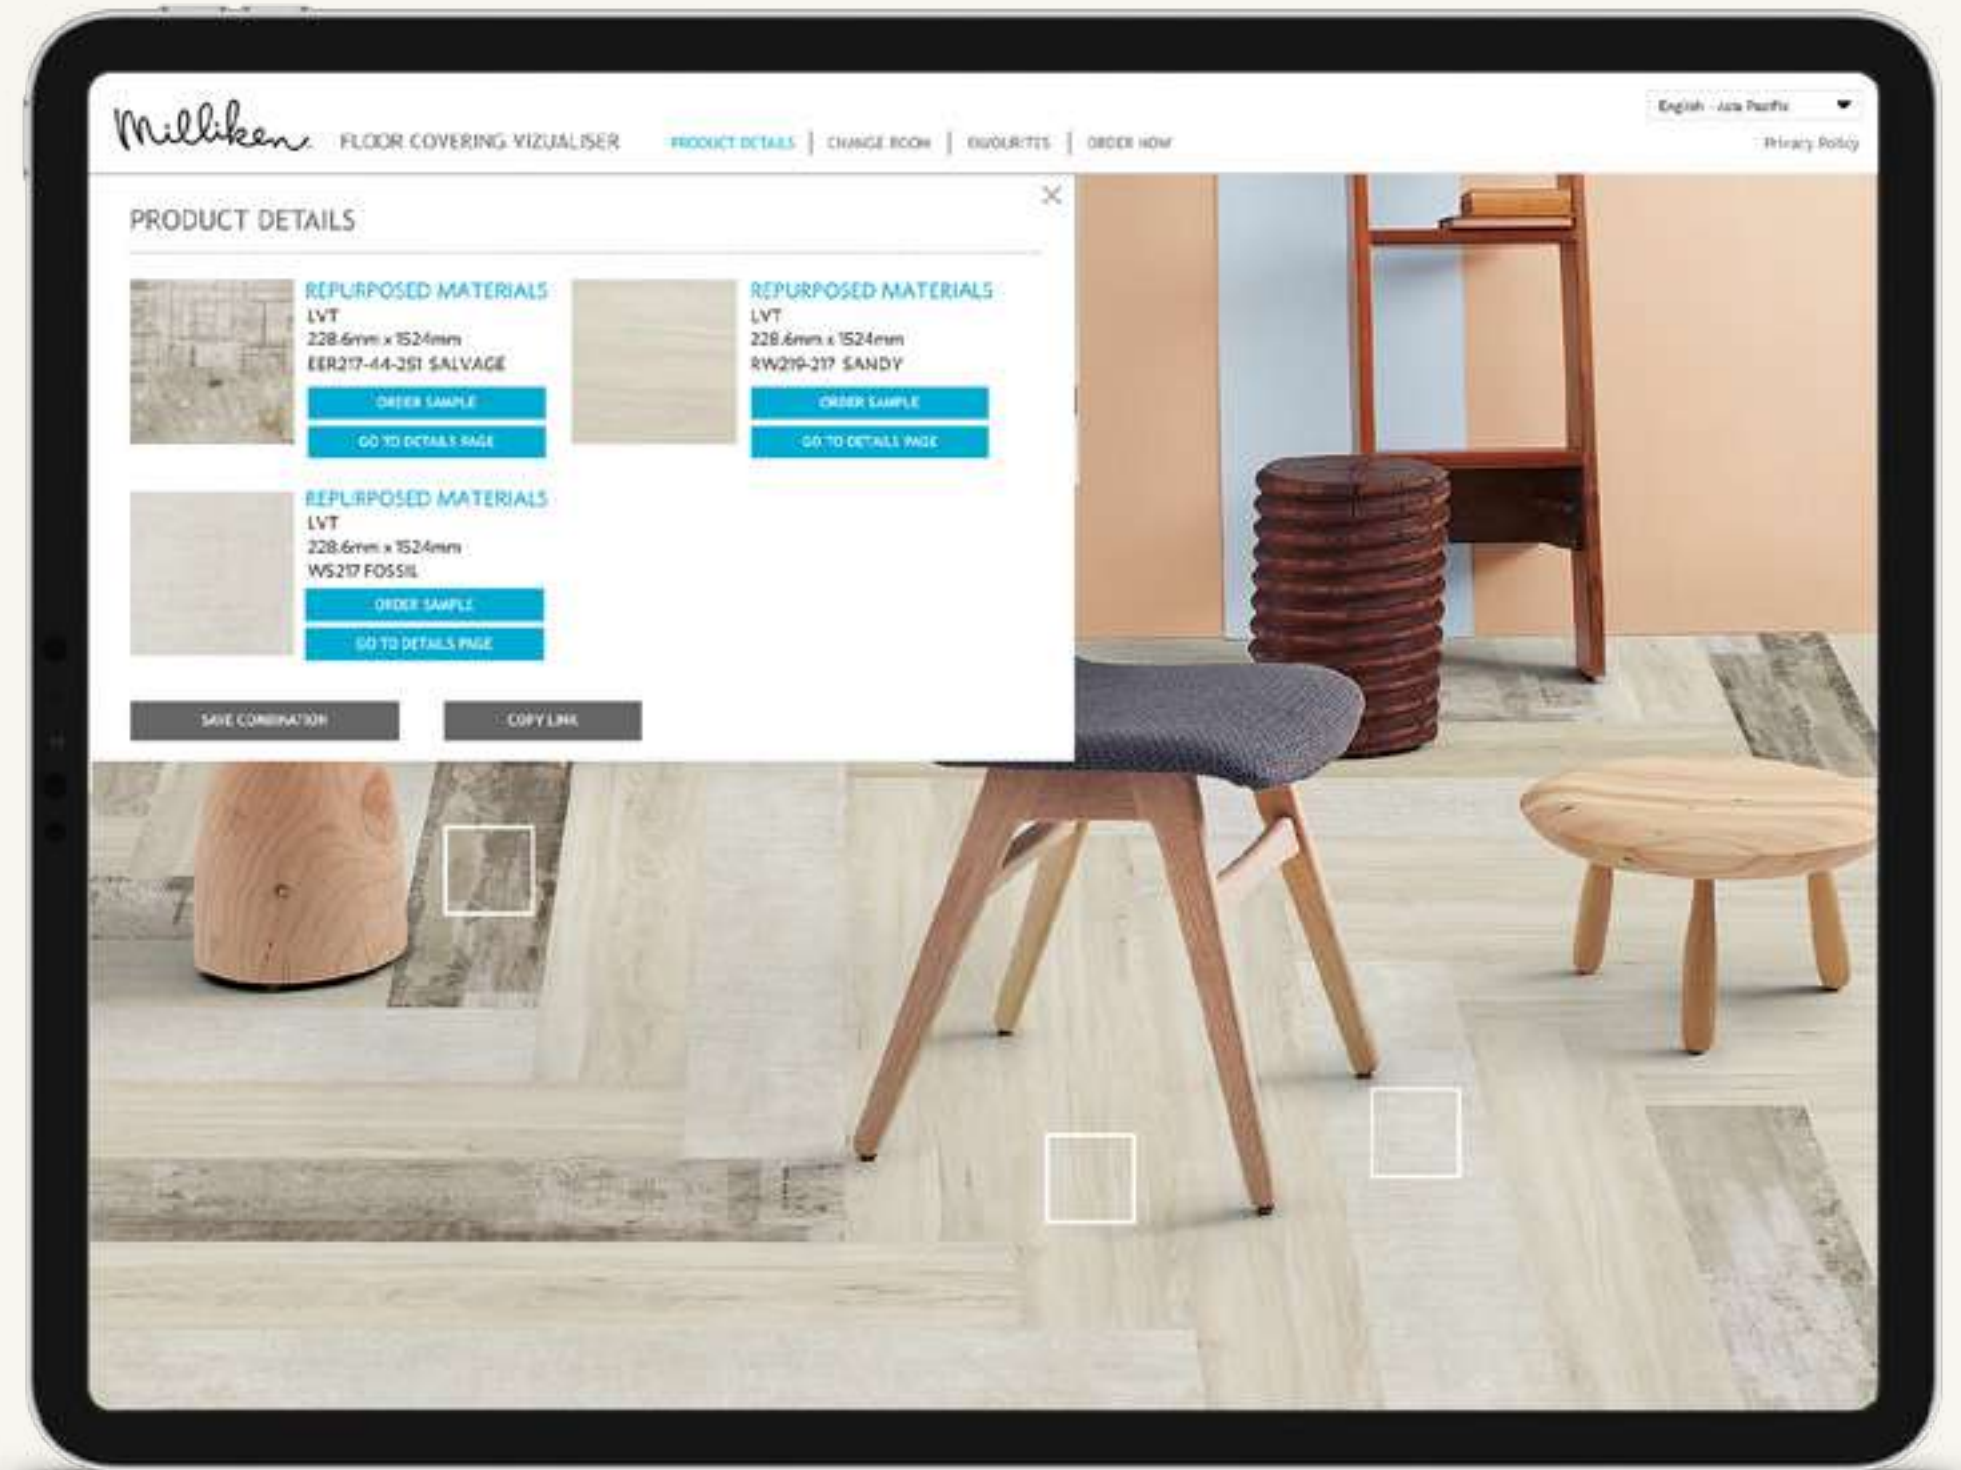 Milliken. FLOOR COVERING VIZUALISER
PRODUCT DETAILS | CHANGE ROOM | FAVOURITES | ORDER NOW
English - Asia Pacific
Privacy Policy
PRODUCT DETAILS
REPURPOSED MATERIALS
LVT
228.6mm x 1524mm
EER217-44-251 SALVAGE
ORDER SAMPLE
GO TO DETAILS PAGE
REPURPOSED MATERIALS
LVT
228.6mm x 1524mm
RW219-217 SANDY
ORDER SAMPLE
GO TO DETAILS PAGE
REPURPOSED MATERIALS
LVT
228.6mm x 1524mm
WS217 FOSSIL
ORDER SAMPLE
GO TO DETAILS PAGE
SAVE COMBINATION
COPY LINK